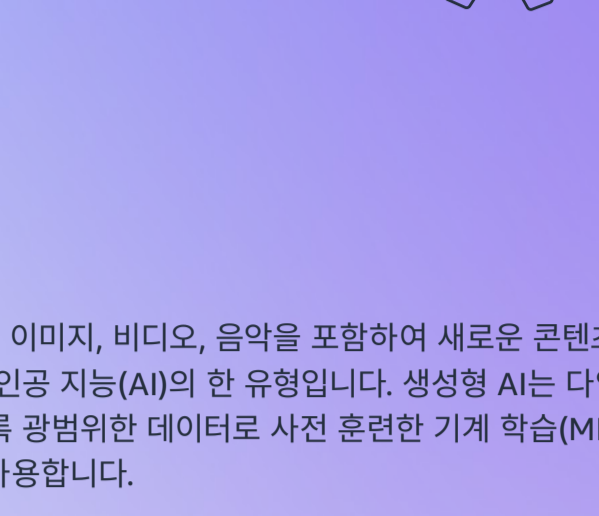 이미지, 비디오, 음악을 포함하여 새로운 콘텐츠
인공 지능(AI)의 한 유형입니다. 생성형 AI는 다
록 광범위한 데이터로 사전 훈련한 기계 학습(M
사용합니다.